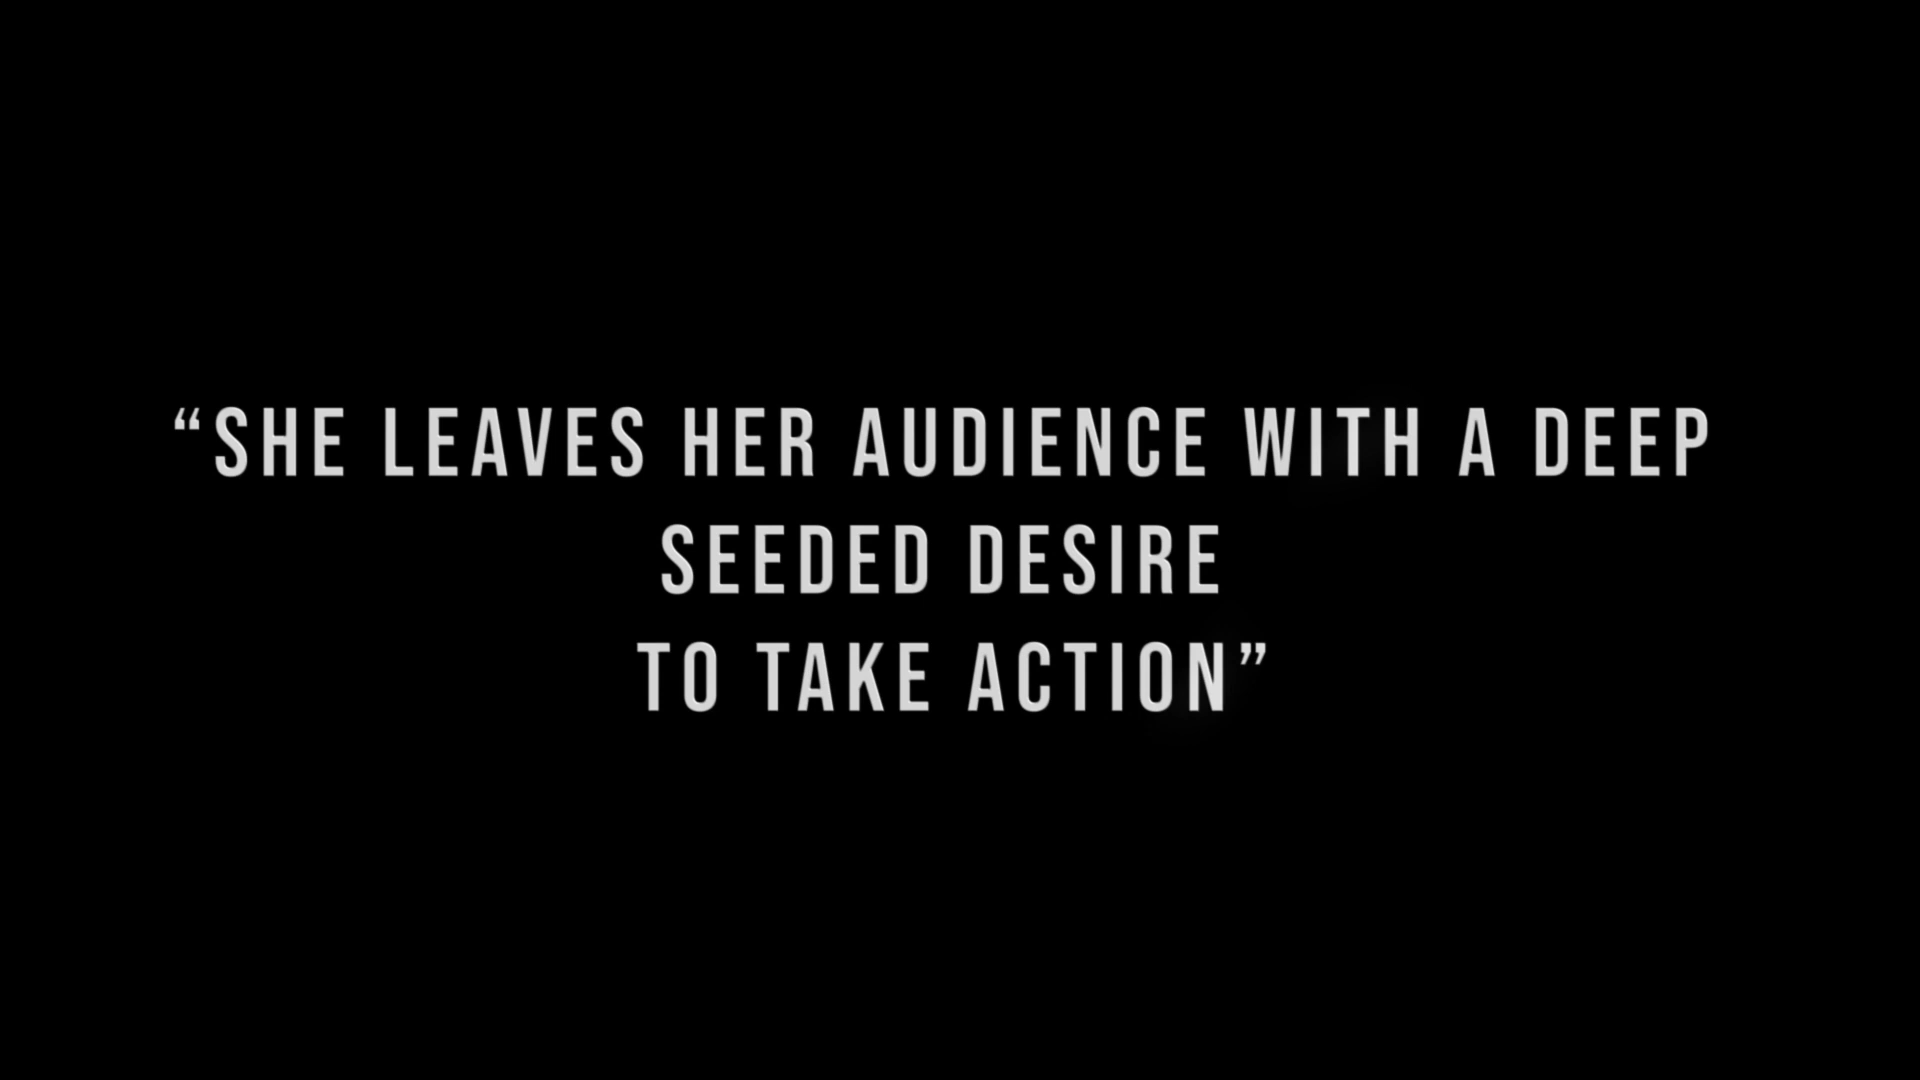 “SHE LEAVES HER AUDIENCE WITH A DEEP
SEEDED DESIRE
TO TAKE ACTION”